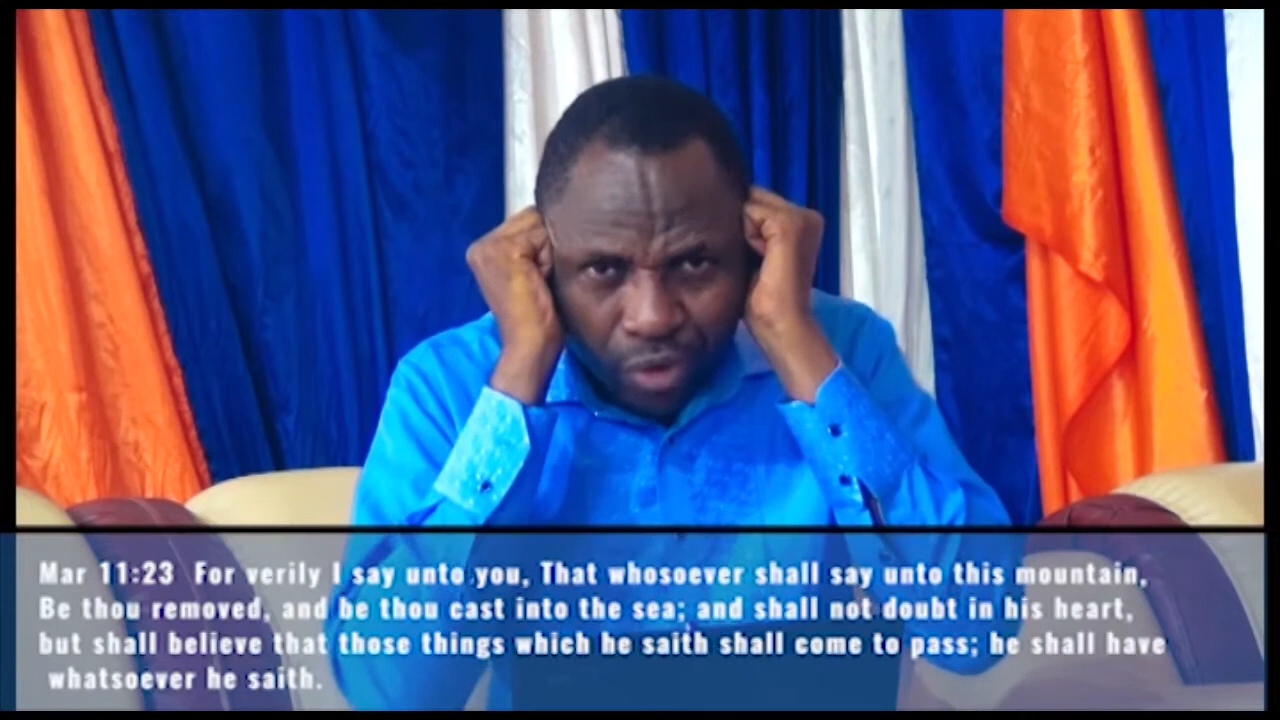 Mar 11:23 For verily I say unto you, That whosoever shall say unto this mountain,
Be thou removed, and be thou cast into the sea; and shall not doubt in his heart,
but shall believe that those things which he saith shall come to pass; he shall have
whatsoever he saith.